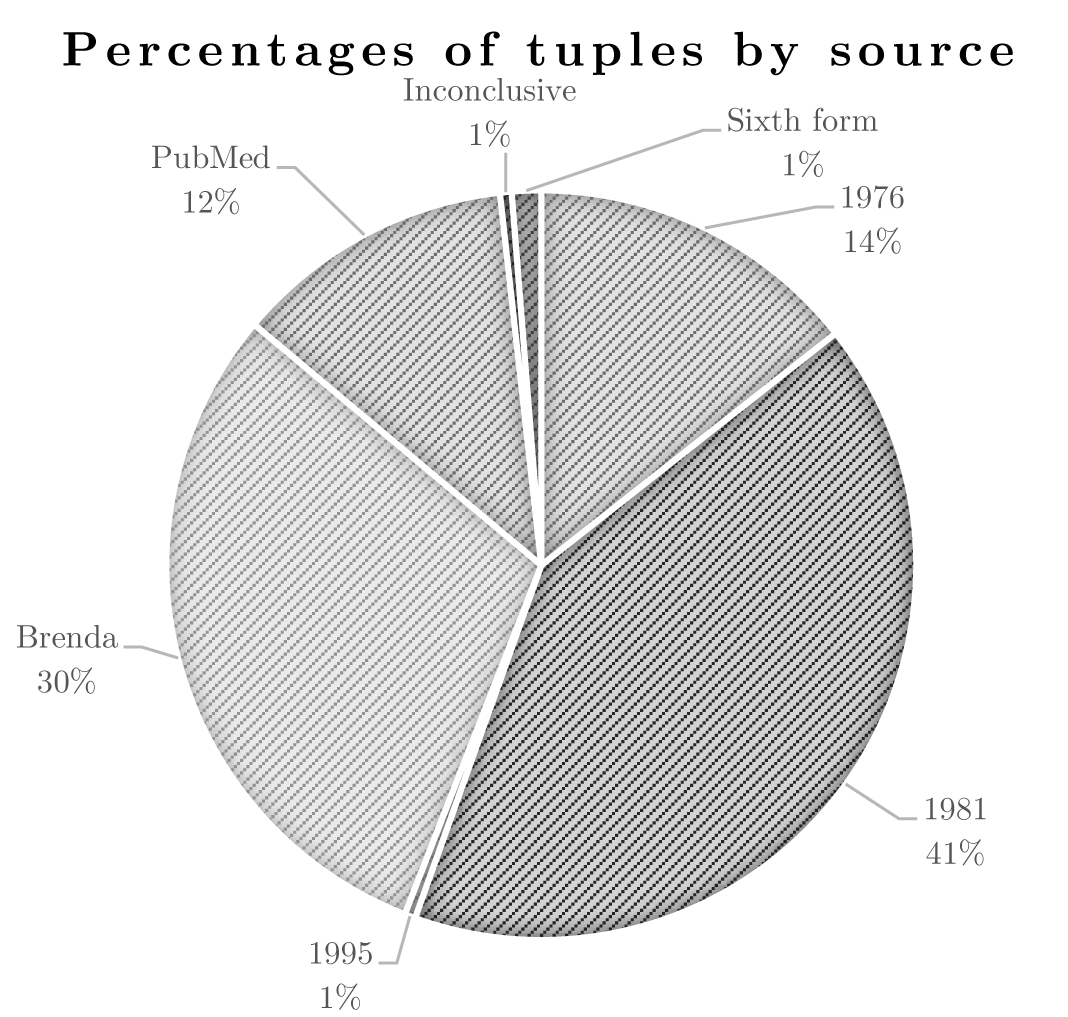 Percentages of tuples by source
Inconclusive
1%
Sixth form
1%
PubMed
12%
1976
14%
Brenda
30%
1981
41%
1995
1%